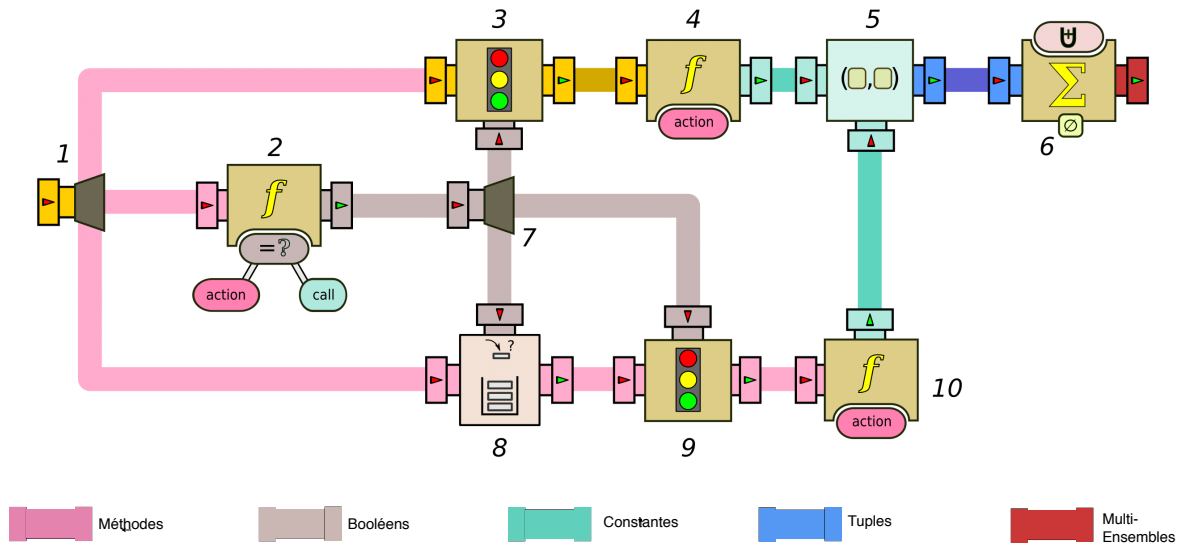 3
4
5
1
2
6
7
8
9
10
f
f
f
( , )
Σ
⊎
∅
=?
?
action
action
call
action
Méthodes
Booléens
Constantes
Tuples
Multi-
Ensembles